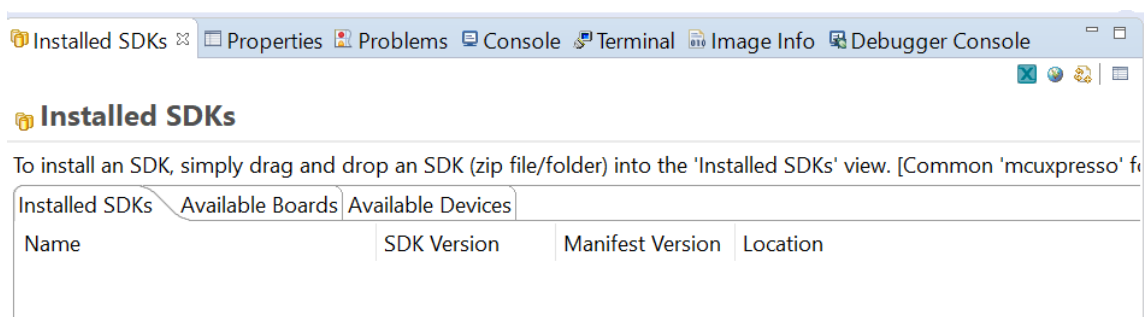 Installed SDKs Properties Problems Console Terminal Image Info Debugger Console
Installed SDKs
To install an SDK, simply drag and drop an SDK (zip file/folder) into the 'Installed SDKs' view. [Common 'mcuxpresso'
Installed SDKs Available Boards Available Devices
Name SDK Version Manifest Version Location